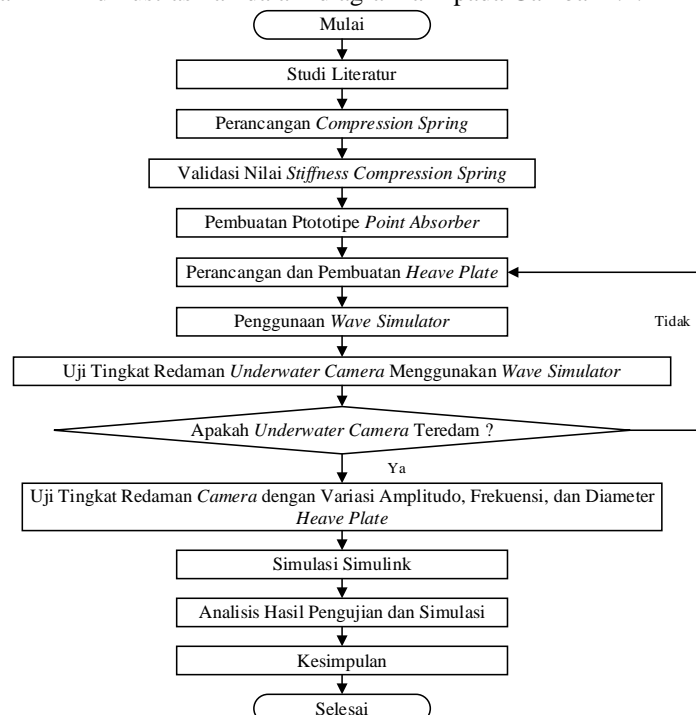 Mulai
Studi Literatur
Perancangan Compression Spring
Validasi Nilai Stiffness Compression Spring
Pembuatan Ptototipe Point Absorber
Perancangan dan Pembuatan Heave Plate
Penggunaan Wave Simulator
Tidak
Uji Tingkat Redaman Underwater Camera Menggunakan Wave Simulator
Apakah Underwater Camera Teredam ?
Ya
Uji Tingkat Redaman Camera dengan Variasi Amplitudo, Frekuensi, dan Diameter
Heave Plate
Simulasi Simulink
Analisis Hasil Pengujian dan Simulasi
Kesimpulan
Selesai